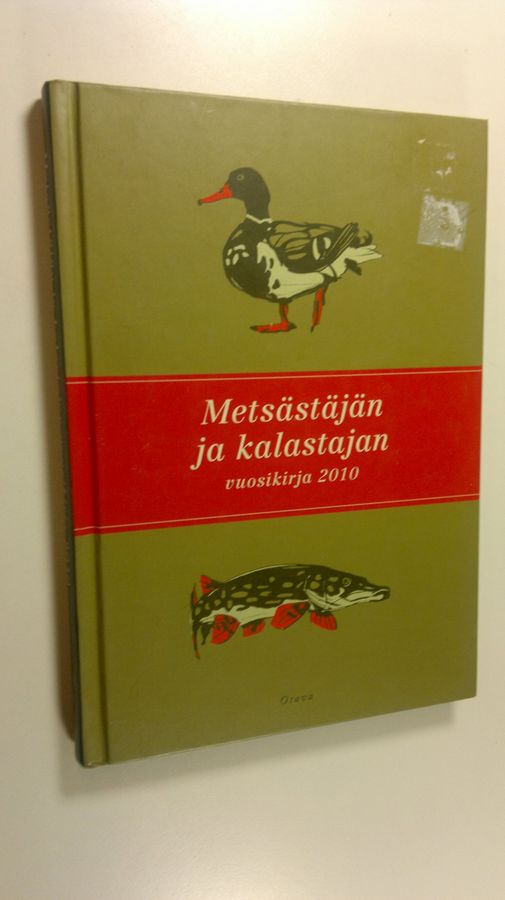 Metsästäjän
ja kalastajan
vuosikirja 2010
Otava